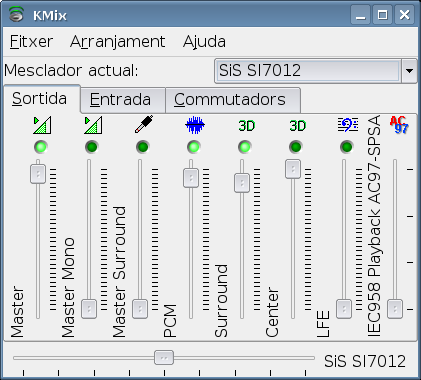 KMix
Fitxer Arranjament Ajuda
Mesclador actual: SiS SI7012
Sortida Entrada Commutadors
3D 3D AC 97
Master
Master Mono
Master Surround
PCM
Surround
Center
LFE
IEC958 Playback AC97-SPSA
SiS SI7012